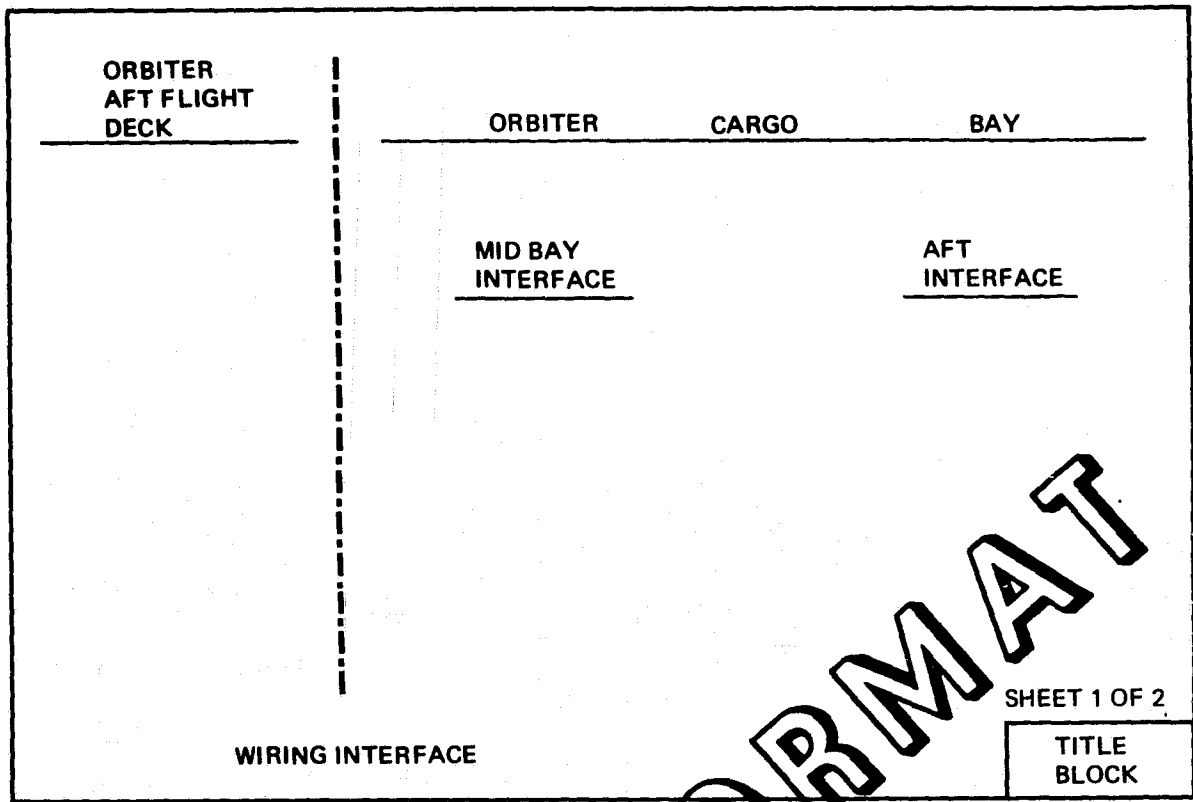 ORBITER
AFT FLIGHT
DECK
ORBITER CARGO BAY
MID BAY
INTERFACE
AFT
INTERFACE
ORMAT
SHEET 1 OF 2
WIRING INTERFACE
TITLE
BLOCK